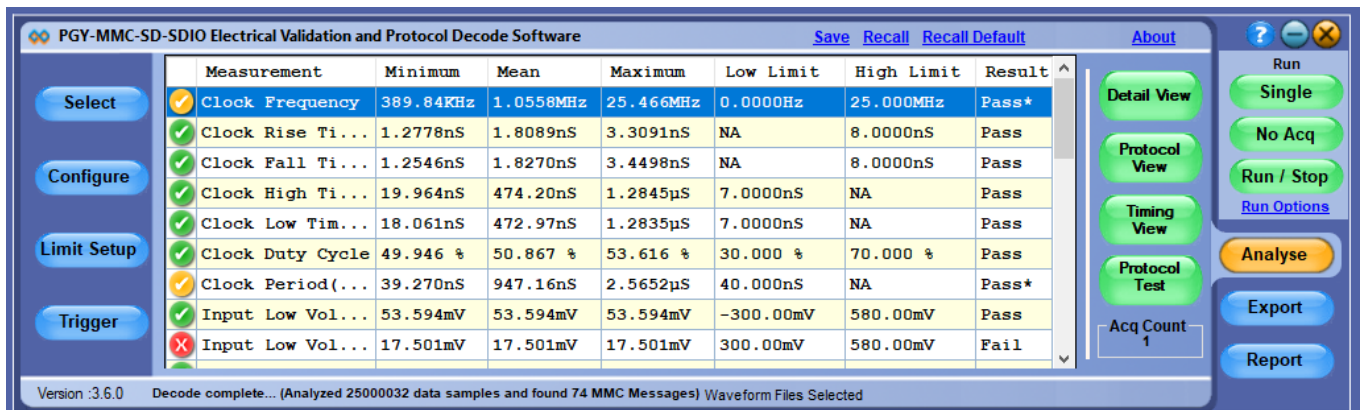 PGY-MMC-SD-SDIO Electrical Validation and Protocol Decode Software Save Recall Recall Default About ?
Select
Configure
Limit Setup
Trigger
Measurement Minimum Mean Maximum Low Limit High Limit Result
Clock Frequency 389.84KHz 1.0558MHz 25.466MHz 0.0000Hz 25.000MHz Pass*
Clock Rise Ti... 1.2778nS 1.8089nS 3.3091nS NA 8.0000nS Pass
Clock Fall Ti... 1.2546nS 1.8270nS 3.4498nS NA 8.0000nS Pass
Clock High Ti... 19.964nS 474.20nS 1.2845µS 7.0000nS NA Pass
Clock Low Tim... 18.061nS 472.97nS 1.2835µS 7.0000nS NA Pass
Clock Duty Cycle 49.946 % 50.867 % 53.616 % 30.000 % 70.000 % Pass
Clock Period(... 39.270nS 947.16nS 2.5652µS 40.000nS NA Pass*
Input Low Vol... 53.594mV 53.594mV 53.594mV -300.00mV 580.00mV Pass
Input Low Vol... 17.501mV 17.501mV 17.501mV 300.00mV 580.00mV Fail
Detail View
Protocol
View
Timing
View
Protocol
Test
Acq Count
1
Run
Single
No Acq
Run / Stop
Run Options
Analyse
Export
Report
Version :3.6.0 Decode complete... (Analyzed 25000032 data samples and found 74 MMC Messages) Waveform Files Selected